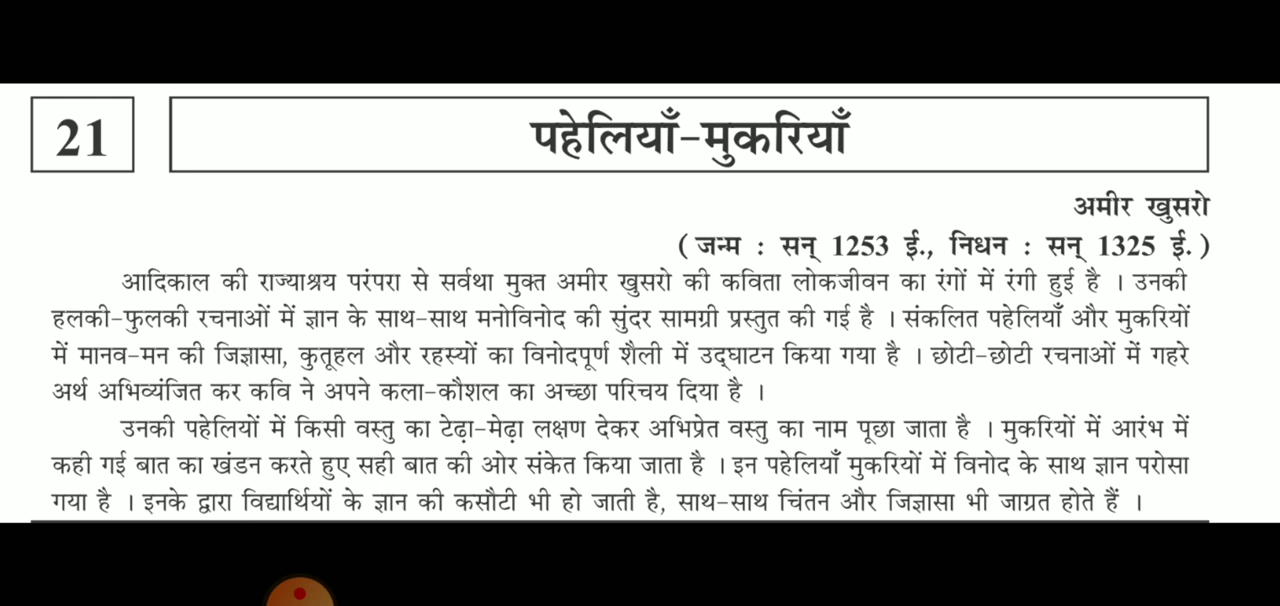 21
पहेलियाँ-मुकरियाँ
अमीर खुसरो
( जन्म : सन् 1253 ई., निधन : सन् 1325 ई. )
आदिकाल की राज्याश्रय परंपरा से सर्वथा मुक्त अमीर खुसरो की कविता लोकजीवन का रंगों में रंगी हुई है । उनकी
हलकी-फुलकी रचनाओं में ज्ञान के साथ-साथ मनोविनोद की सुंदर सामग्री प्रस्तुत की गई है । संकलित पहेलियाँ और मुकरियों
में मानव-मन की जिज्ञासा, कुतूहल और रहस्यों का विनोदपूर्ण शैली में उद्घाटन किया गया है । छोटी-छोटी रचनाओं में गहरे
अर्थ अभिव्यंजित कर कवि ने अपने कला-कौशल का अच्छा परिचय दिया है ।
उनकी पहेलियों में किसी वस्तु का टेढ़ा-मेढ़ा लक्षण देकर अभिप्रेत वस्तु का नाम पूछा जाता है । मुकरियों में आरंभ में
कही गई बात का खंडन करते हुए सही बात की ओर संकेत किया जाता है । इन पहेलियाँ मुकरियों में विनोद के साथ ज्ञान परोसा
गया है । इनके द्वारा विद्यार्थियों के ज्ञान की कसौटी भी हो जाती है, साथ-साथ चिंतन और जिज्ञासा भी जाग्रत होते हैं ।